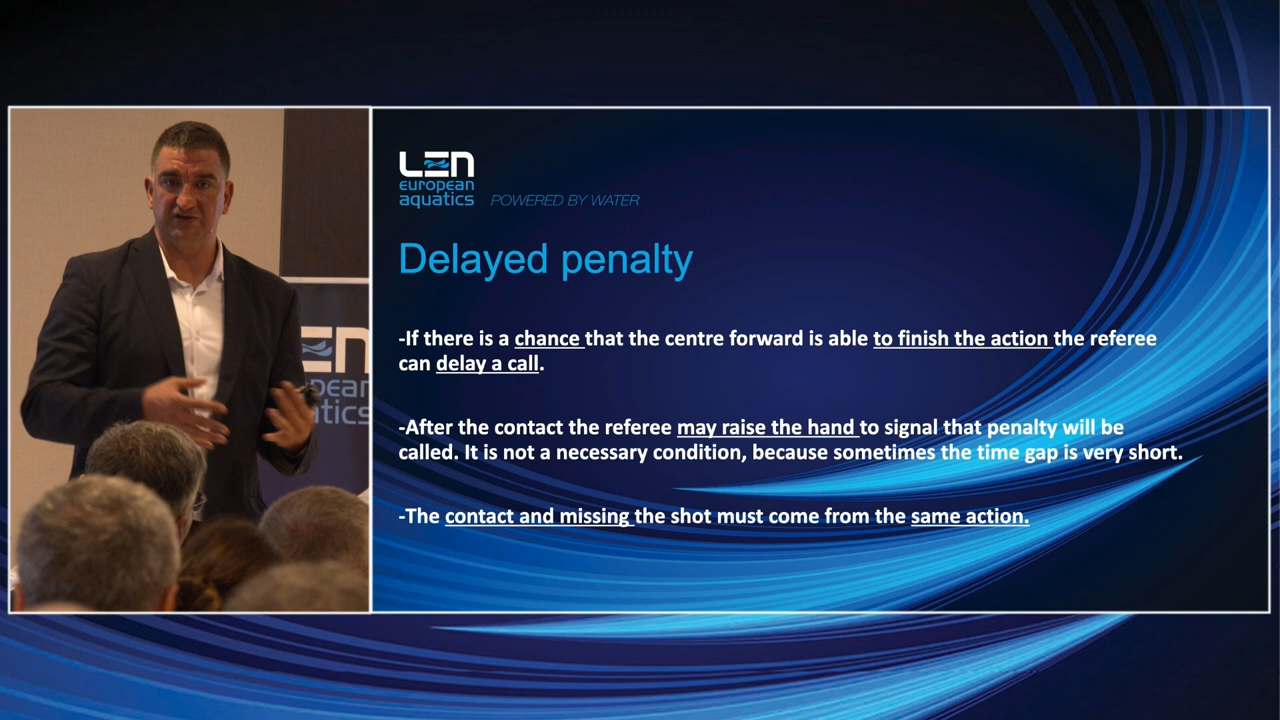 LEN
european
aquatics POWERED BY WATER
Delayed penalty
-If there is a chance that the centre forward is able to finish the action the referee
can delay a call.
-After the contact the referee may raise the hand to signal that penalty will be
called. It is not a necessary condition, because sometimes the time gap is very short.
-The contact and missing the shot must come from the same action.